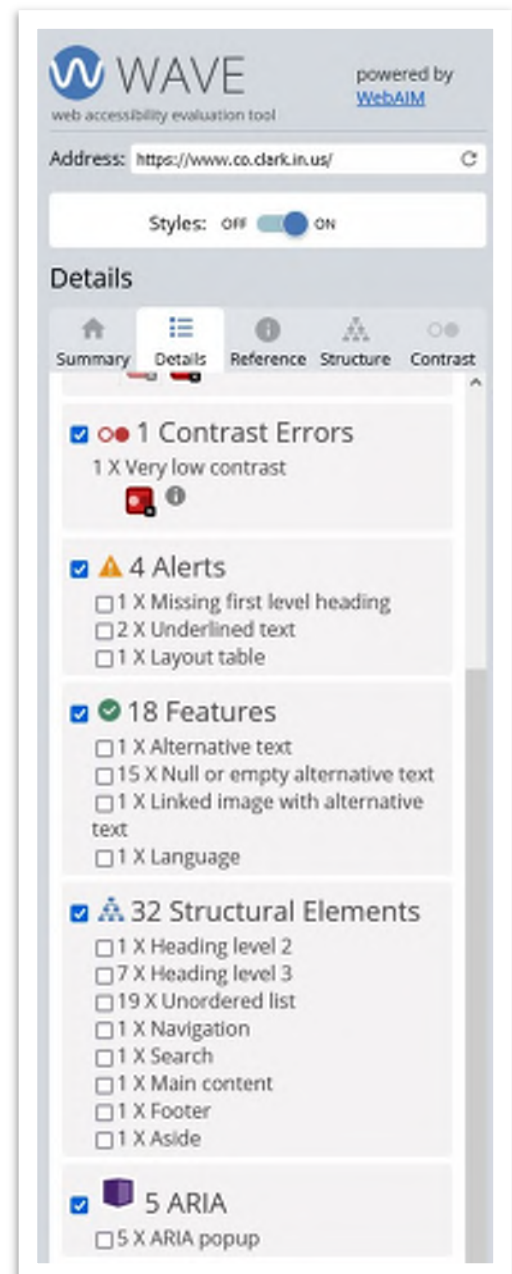 WAVE
powered by
WebAIM
web accessibility evaluation tool
Address: https://www.co.clark.in.us/
Styles: OFF ON
Details
Summary Details Reference Structure Contrast
1 Contrast Errors
1 X Very low contrast
4 Alerts
1 X Missing first level heading
2 X Underlined text
1 X Layout table
18 Features
1 X Alternative text
15 X Null or empty alternative text
1 X Linked image with alternative
text
1 X Language
32 Structural Elements
1 X Heading level 2
7 X Heading level 3
19 X Unordered list
1 X Navigation
1 X Search
1 X Main content
1 X Footer
1 X Aside
5 ARIA
5 X ARIA popup